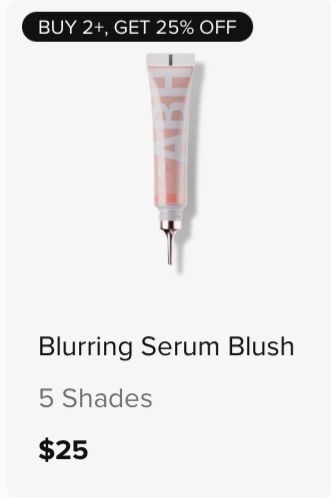 BUY 2+, GET 25% OFF
ABH
Blurring Serum Blush
5 Shades
$25